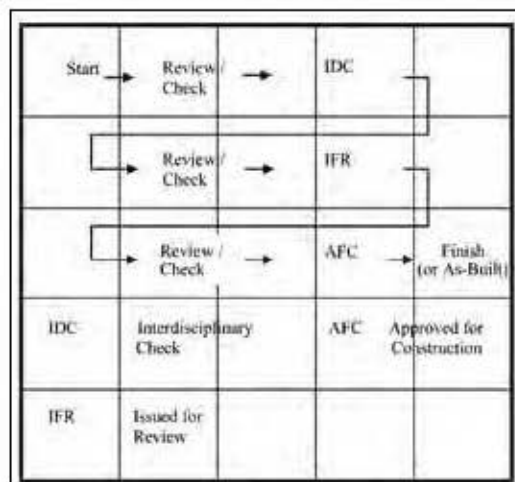 Start Review / IDC
Check
Review / IFR
Check
Review / AFC Finish
Check (or As-Built)
IDC Interdisciplinary AFC Approved for
Check Construction
IFR Issued for
Review